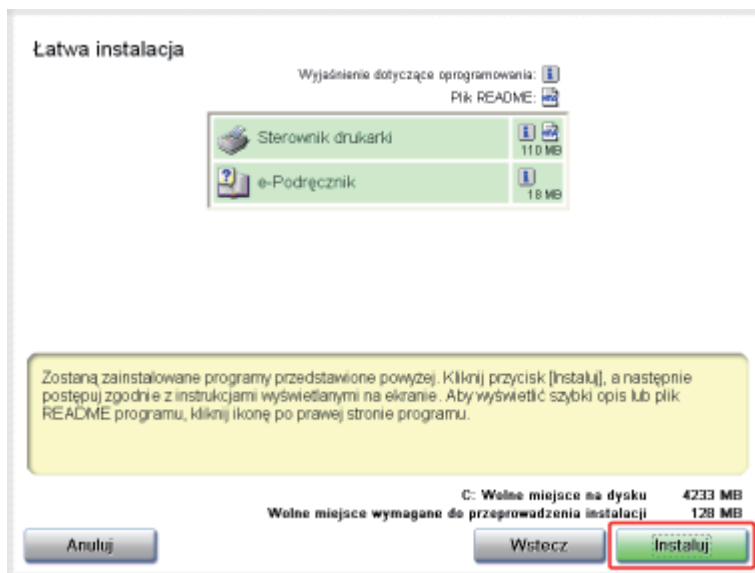 Łatwa instalacja
Wyjaśnienie dotyczące oprogramowania:
Plik README:
Sterownik drukarki
110 MB
e-Podręcznik
18 MB
Zostaną zainstalowane programy przedstawione powyżej. Kliknij przycisk [Instaluj], a następnie
postępuj zgodnie z instrukcjami wyświetlanymi na ekranie. Aby wyświetlić szybki opis lub plik
README programu, kliknij ikonę po prawej stronie programu.
C: Wolne miejsce na dysku 4233 MB
Wolne miejsce wymagane do przeprowadzenia instalacji 128 MB
Anuluj Wstecz Instaluj